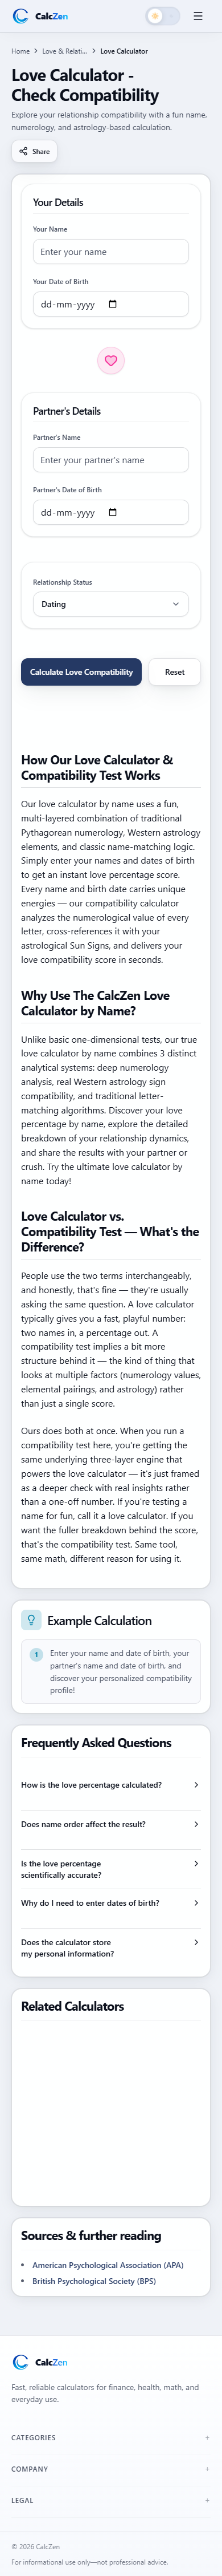 CalcZen
Home > Love & Relati... > Love Calculator
Love Calculator -
Check Compatibility
Explore your relationship compatibility with our fun name,
numerology, and astrology-based calculation.
Share
Your Details
Your Name
Enter your name
Your Date of Birth
dd-mm-yyyy
Partner's Details
Partner's Name
Enter your partner's name
Partner's Date of Birth
dd-mm-yyyy
Relationship Status
Dating
Calculate Love Compatibility
Reset
How Our Love Calculator &
Compatibility Test Works
Our love calculator by name uses a fun,
multi-layered combination of traditional
Pythagorean numerology, Western astrology
elements, and classic name-matching logic.
Simply enter your names and dates of birth
to get an instant love percentage score.
Every name and birth date carries unique
energies — our compatibility calculator
analyzes the numerological value of every
letter, cross-references it with your
astrological Sun Signs, and delivers your
love compatibility score in seconds.
Why Use The CalcZen Love
Calculator by Name?
Unlike basic one-dimensional tests, our true
love calculator by name combines 3 distinct
analytical systems: deep numerology
analysis, real Western astrology sign
compatibility, and traditional letter-
matching algorithms. Discover your love
percentage by name, explore the detailed
breakdown of your relationship dynamics,
and share the results with your partner or
crush. Try the ultimate love calculator by
name today!
Love Calculator vs.
Compatibility Test — What's the
Difference?
People use the two terms interchangeably,
and honestly, that's fine — they're usually
asking the same question. A love calculator
typically gives you a fast, playful number:
two names in, a percentage out. A
compatibility test implies a bit more
structure behind it — the kind of thing that
looks at multiple factors (numerology values,
elemental pairings, and astrology) rather
than just a single score.
Ours does both at once. When you run a
compatibility test here, you're getting the
same underlying three-layer engine that
powers the love calculator — it's just framed
as a deeper check with real insights rather
than a one-off number. If you're testing a
name for fun, call it a love calculator. If you
want the fuller breakdown behind the score,
that's the compatibility test. Same tool,
same math, different reason for using it.
Example Calculation
1
Enter your name and date of birth, your
partner's name and date of birth, and
discover your personalized compatibility
profile!
Frequently Asked Questions
How is the love percentage calculated?
Does name order affect the result?
Is the love percentage
scientifically accurate?
Why do I need to enter dates of birth?
Does the calculator store
my personal information?
Related Calculators
Sources & further reading
• American Psychological Association (APA)
• British Psychological Society (BPS)
CalcZen
Fast, reliable calculators for finance, health, math, and
everyday use.
CATEGORIES +
COMPANY +
LEGAL +
© 2026 CalcZen
For informational use only—not professional advice.